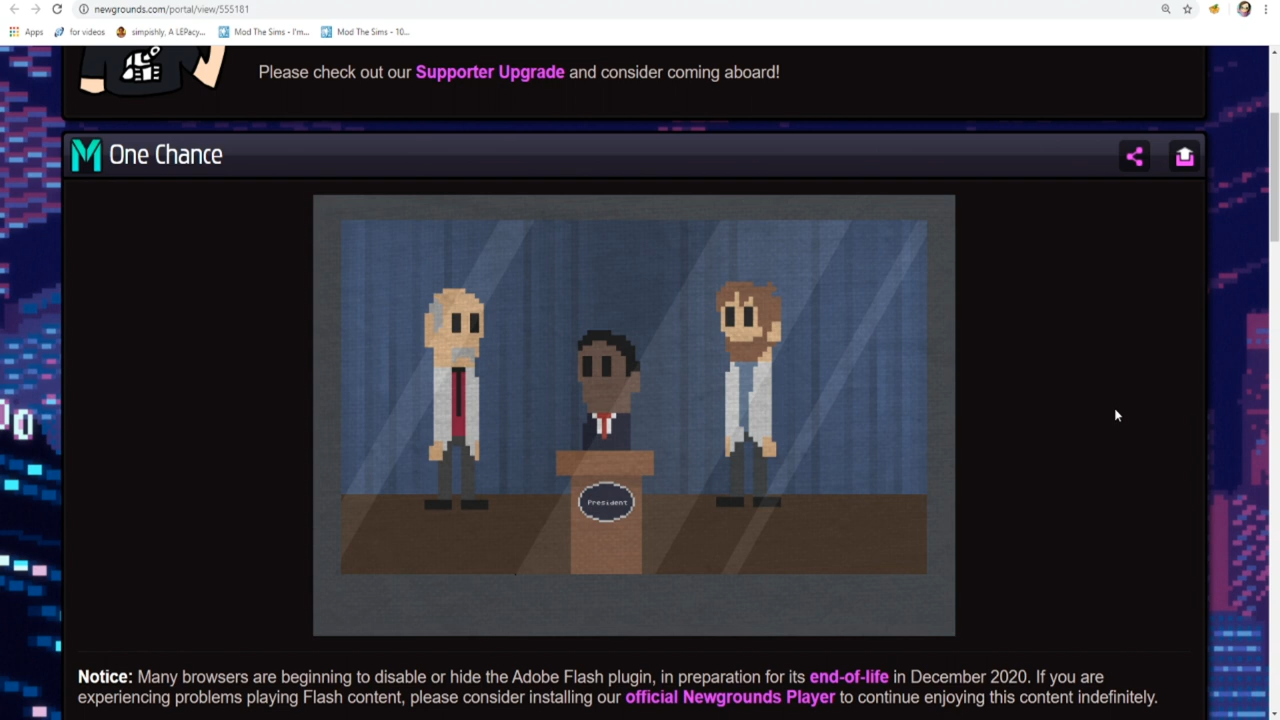 newgrounds.com/portal/view/555181
Apps for videos simpishly, A LEPacy... Mod The Sims - I'm... Mod The Sims - 10...
Please check out our Supporter Upgrade and consider coming aboard!
One Chance
President
Notice: Many browsers are beginning to disable or hide the Adobe Flash plugin, in preparation for its end-of-life in December 2020. If you are
experiencing problems playing Flash content, please consider installing our official Newgrounds Player to continue enjoying this content indefinitely.